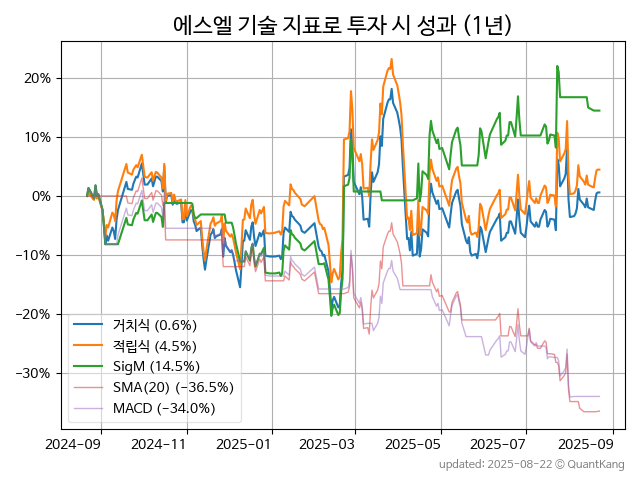 에스엘 기술 지표로 투자 시 성과 (1년)
20%
10%
0%
−10%
−20%
−30%
거치식 (0.6%)
적립식 (4.5%)
SigM (14.5%)
SMA(20) (−36.5%)
MACD (−34.0%)
2024-09
2024-11
2025-01
2025-03
2025-05
2025-07
2025-09
updated: 2025-08-22 © QuantKang